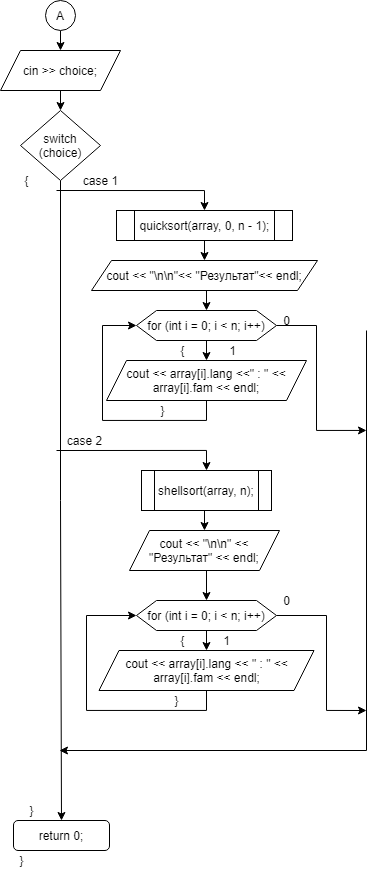 A
cin >> choice;
switch
(choice)
{
case 1
quicksort(array, 0, n - 1);
cout << "\n\n"<< "Результат"<< endl;
for (int i = 0; i < n; i++)
0
{
1
cout << array[i].lang <<" : " <<
array[i].fam << endl;
}
case 2
shellsort(array, n);
cout << "\n\n" <<
"Результат" << endl;
for (int i = 0; i < n; i++)
0
{
1
cout << array[i].lang << " : " <<
array[i].fam << endl;
}
}
return 0;
}